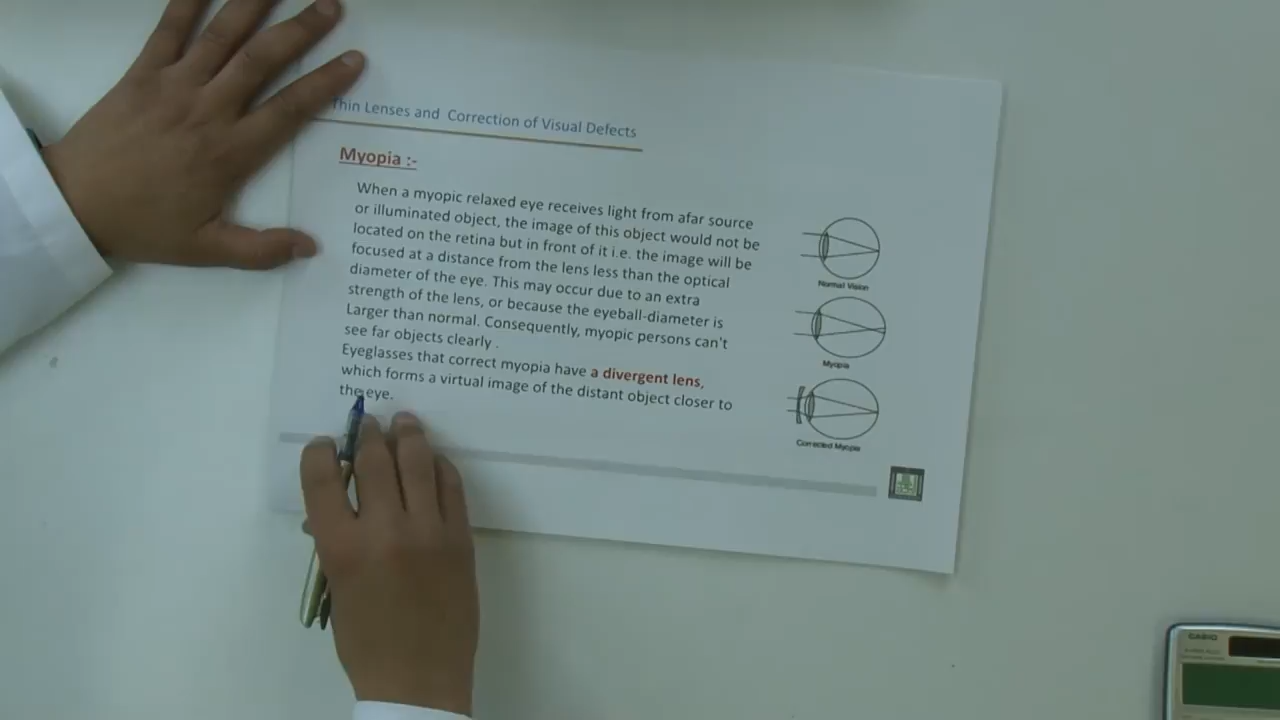 Thin Lenses and Correction of Visual Defects
Myopia :-
When a myopic relaxed eye receives light from afar source
or illuminated object, the image of this object would not be
located on the retina but in front of it i.e. the image will be
focused at a distance from the lens less than the optical
diameter of the eye. This may occur due to an extra
strength of the lens, or because the eyeball-diameter is
Larger than normal. Consequently, myopic persons can't
see far objects clearly .
Eyeglasses that correct myopia have a divergent lens,
which forms a virtual image of the distant object closer to
the eye.
Normal Vision
Myopia
Corrected Myopia
CASIO